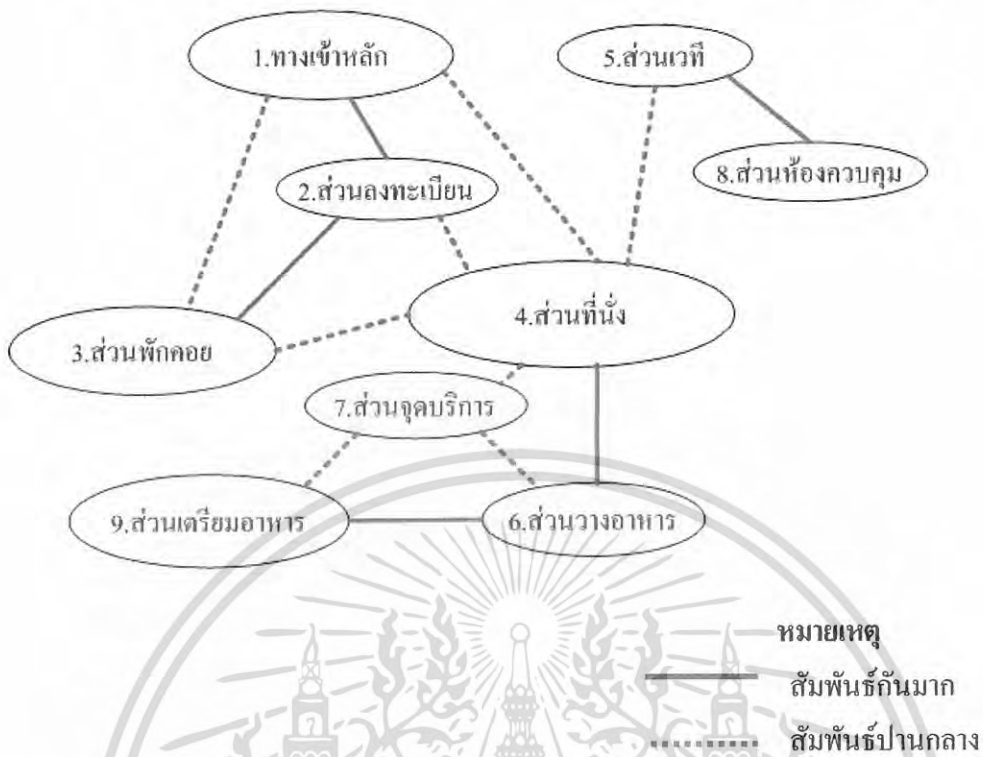 1.ทางเข้าหลัก
5.ส่วนเวที
8.ส่วนห้องควบคุม
2.ส่วนลงทะเบียน
4.ส่วนที่นั่ง
3.ส่วนพักคอย
7.ส่วนจุดบริการ
9.ส่วนเตรียมอาหาร
6.ส่วนวางอาหาร
หมายเหตุ
สัมพันธ์กันมาก
สัมพันธ์ปานกลาง